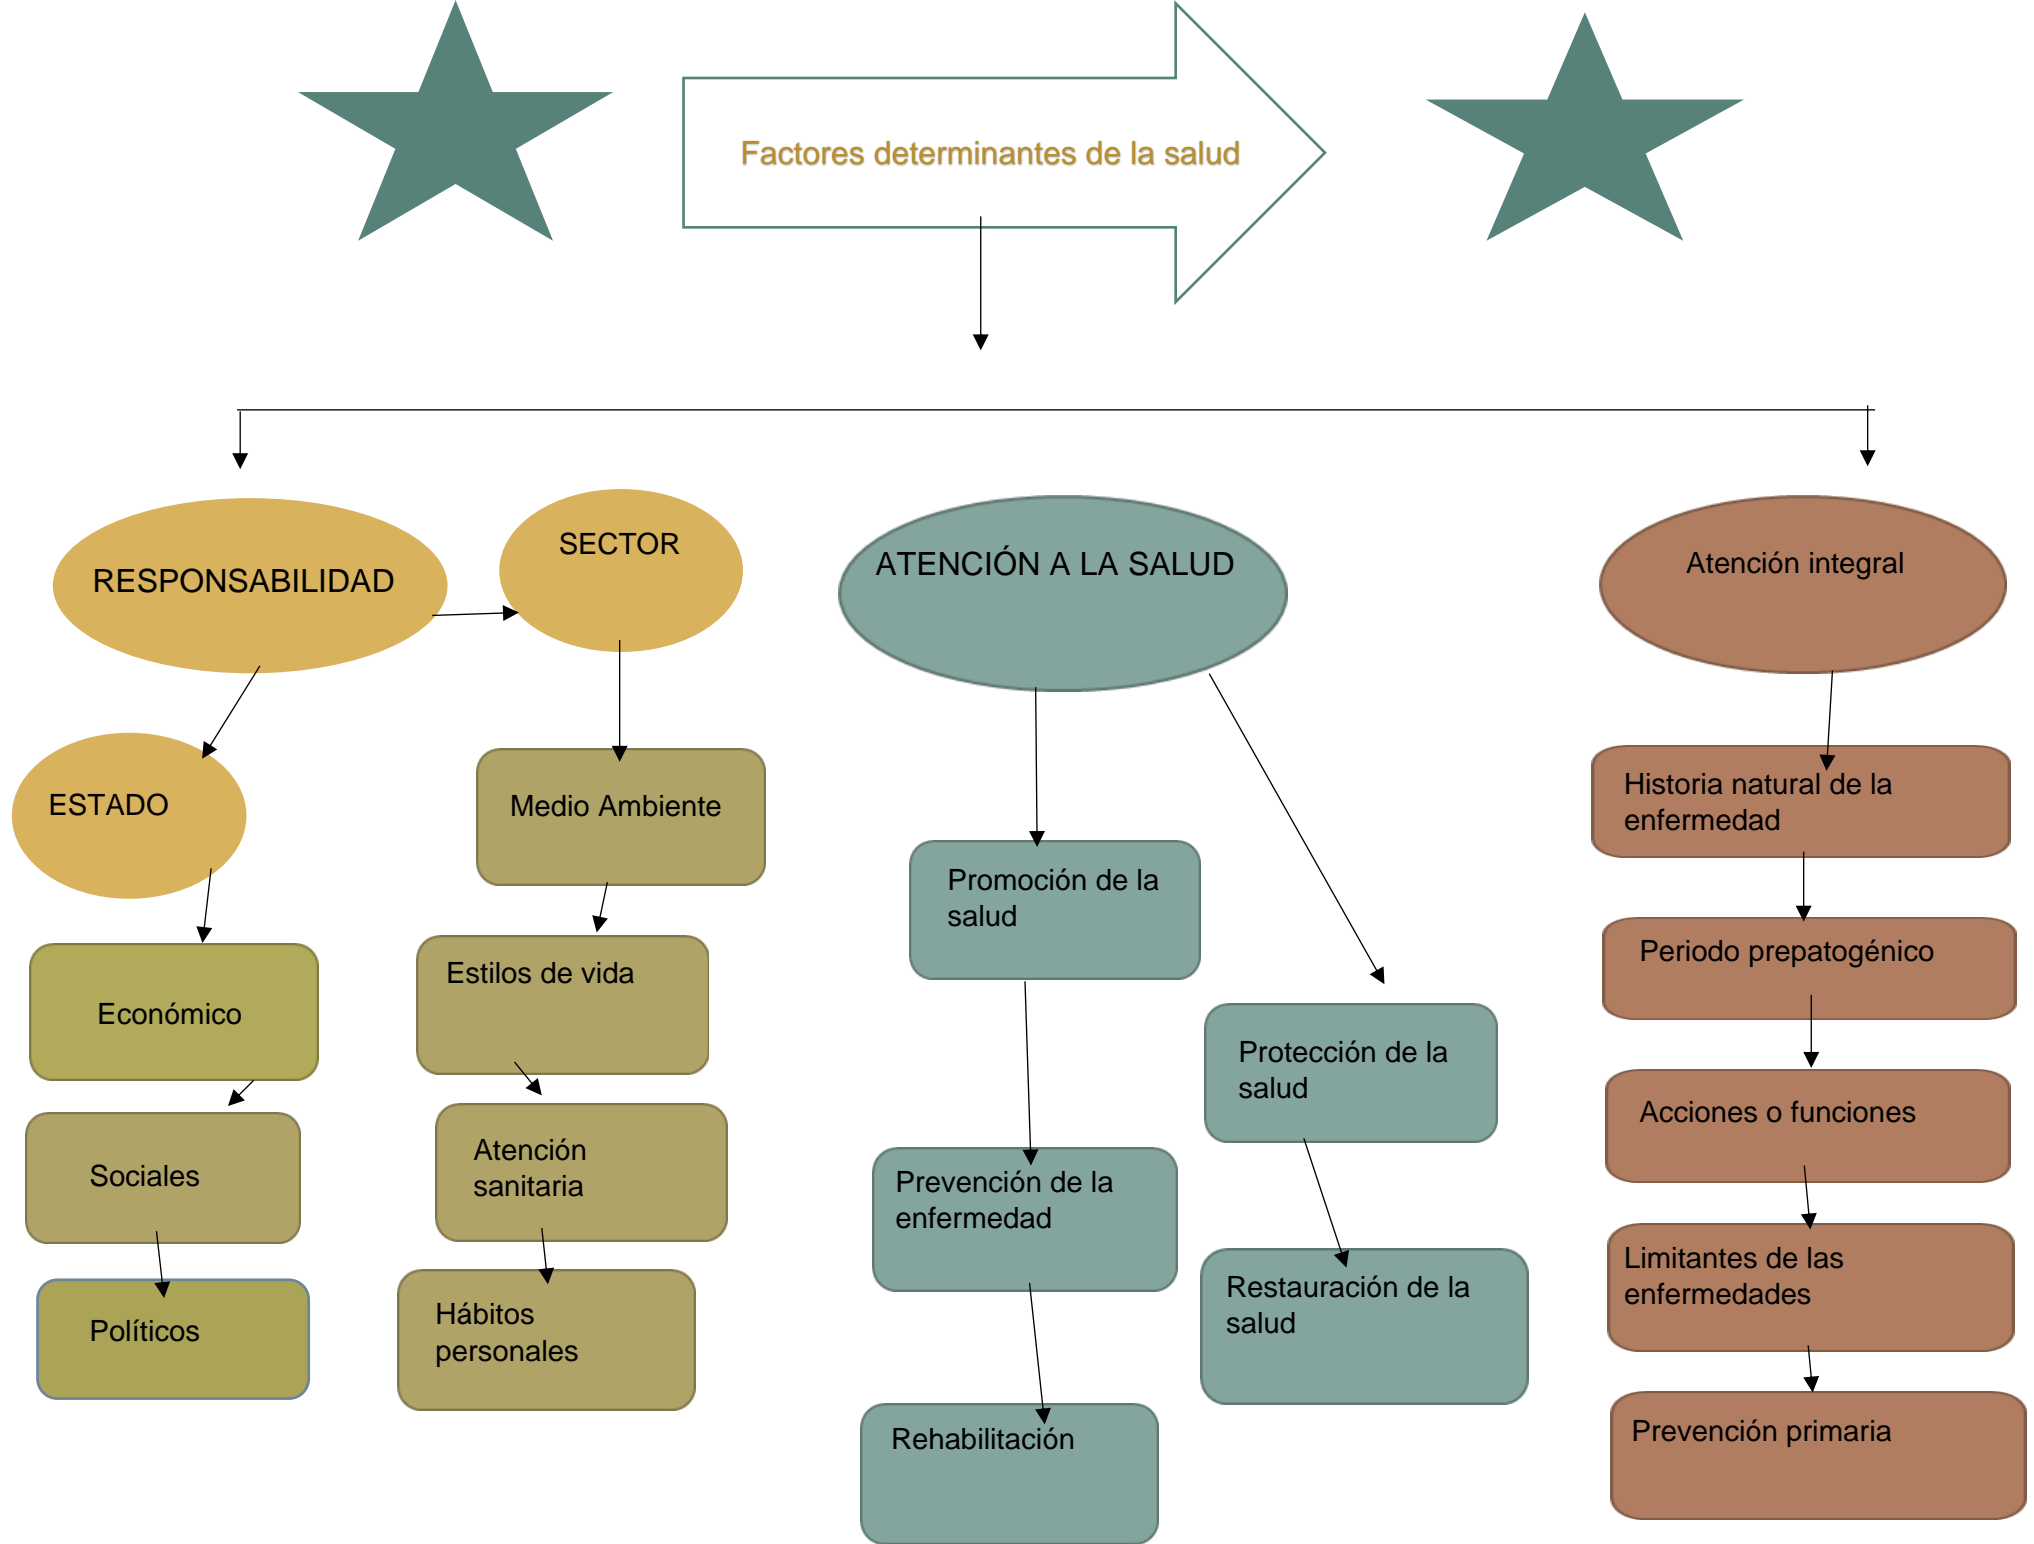 Factores determinantes de la salud
RESPONSABILIDAD
SECTOR
ATENCIÓN A LA SALUD
Atención integral
ESTADO
Económico
Sociales
Políticos
Medio Ambiente
Estilos de vida
Atención
sanitaria
Hábitos
personales
Promoción de la
salud
Prevención de la
enfermedad
Rehabilitación
Protección de la
salud
Restauración de la
salud
Historia natural de la
enfermedad
Periodo prepatogénico
Acciones o funciones
Limitantes de las
enfermedades
Prevención primaria